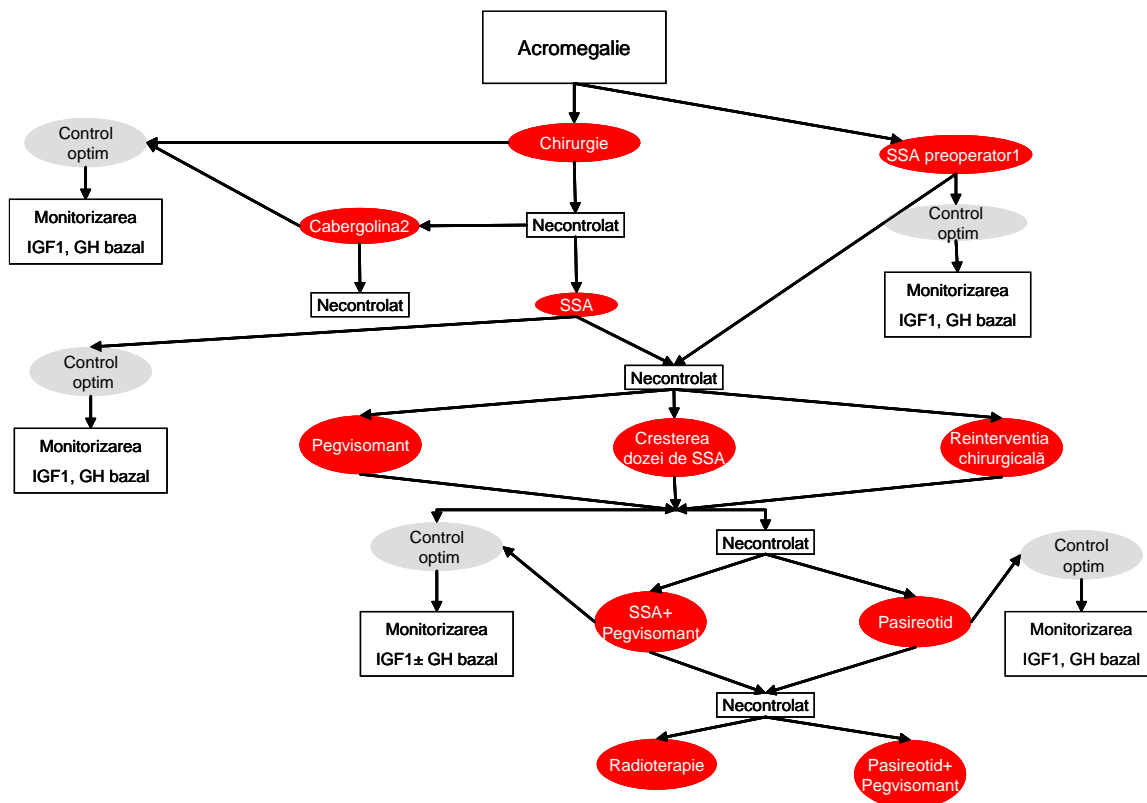 Acromegalie
Control
optim
Chirurgie
SSA preoperator1
Monitorizarea
IGF1, GH bazal
Cabergolina2
Necontrolat
Control
optim
Necontrolat
SSA
Monitorizarea
IGF1, GH bazal
Control
optim
Necontrolat
Monitorizarea
IGF1, GH bazal
Pegvisomant
Cresterea
dozei de SSA
Reinterventia
chirurgicală
Control
optim
Necontrolat
Control
optim
Monitorizarea
IGF1± GH bazal
SSA+
Pegvisomant
Pasireotid
Monitorizarea
IGF1, GH bazal
Necontrolat
Radioterapie
Pasireotid+
Pegvisomant